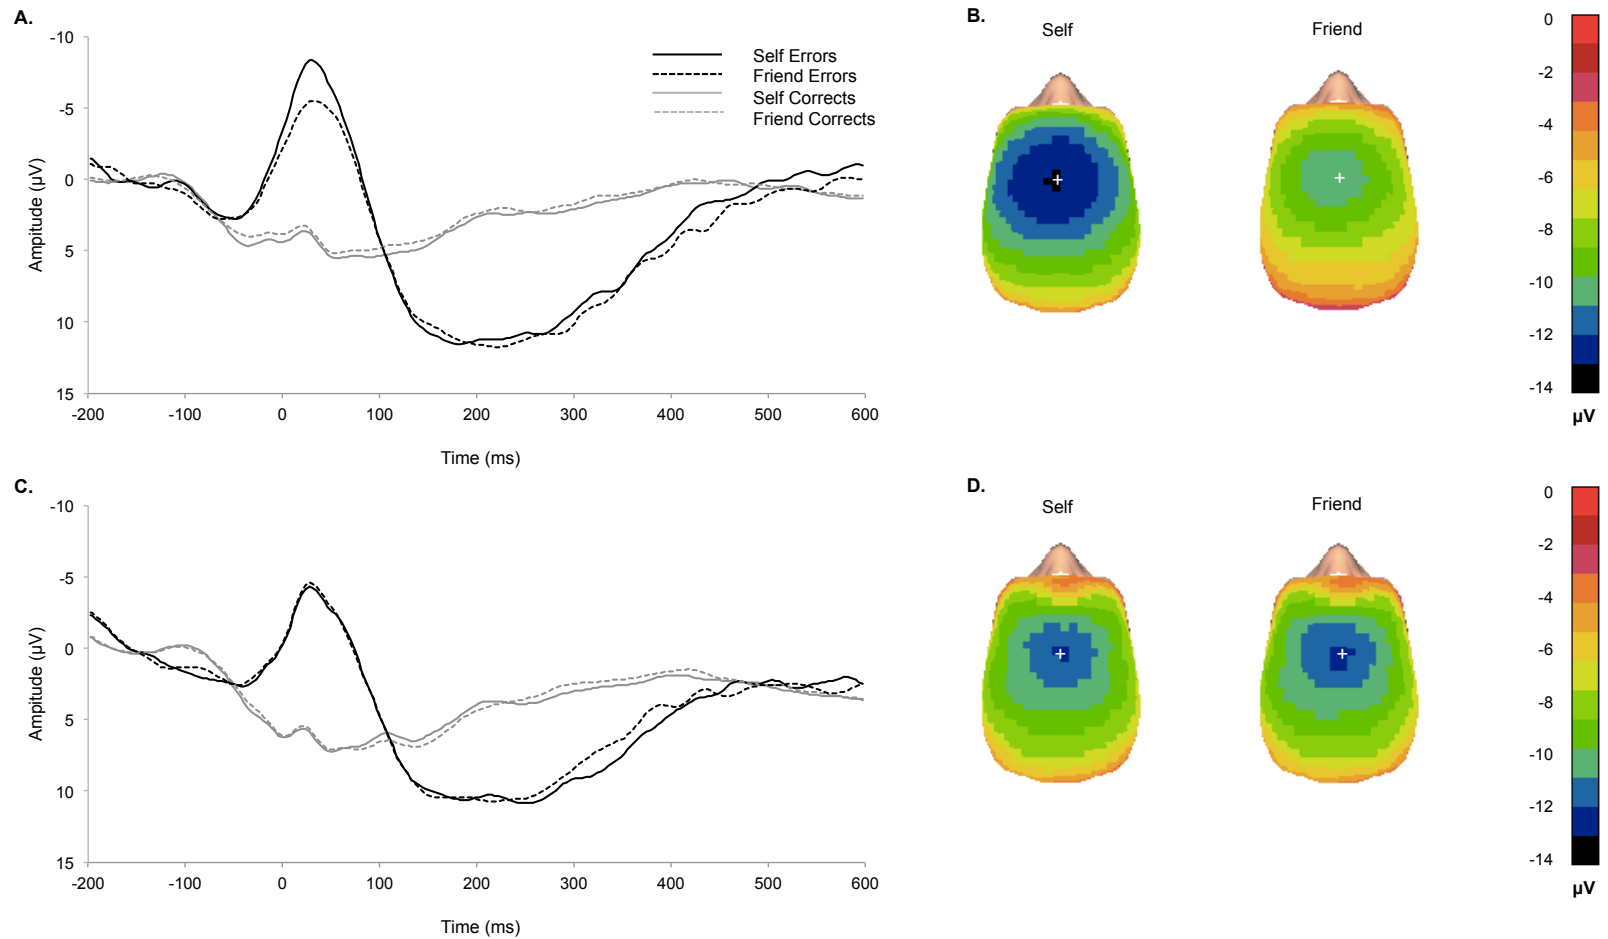 A.
-10
-5
0
5
10
15
Ampitude (µV)
-200 -100 0 100 200 300 400 500 600
Time (ms)
Self Errors
Friend Errors
Self Corrects
Friend Corrects
B.
Self Friend
0
-2
-4
-6
-8
-10
-12
-14
µV
C.
-10
-5
0
5
10
15
Ampitude (µV)
-200 -100 0 100 200 300 400 500 600
Time (ms)
D.
Self Friend
0
-2
-4
-6
-8
-10
-12
-14
µV